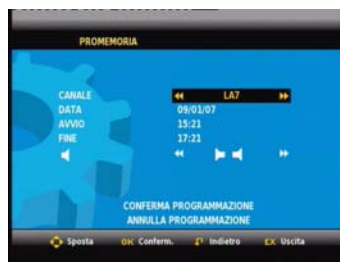 PROMEMORIA
CANALE LA7
DATA 09/01/07
AVVIO 15:21
FINE 17:21
CONFERMA PROGRAMMAZIONE
ANNULLA PROGRAMMAZIONE
Sposta OK Conferm. Indietro EX Uscita